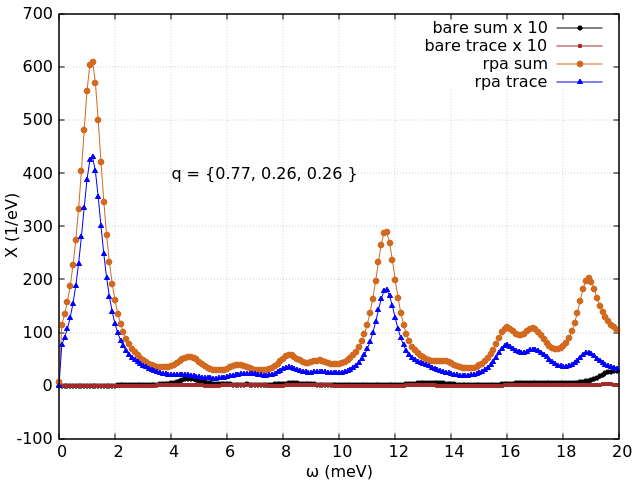 700
600
500
400
300
200
100
0
-100
X (1/eV)
bare sum x 10
bare trace x 10
rpa sum
rpa trace
q = {0.77, 0.26, 0.26 }
0 2 4 6 8 10 12 14 16 18 20
ω (meV)